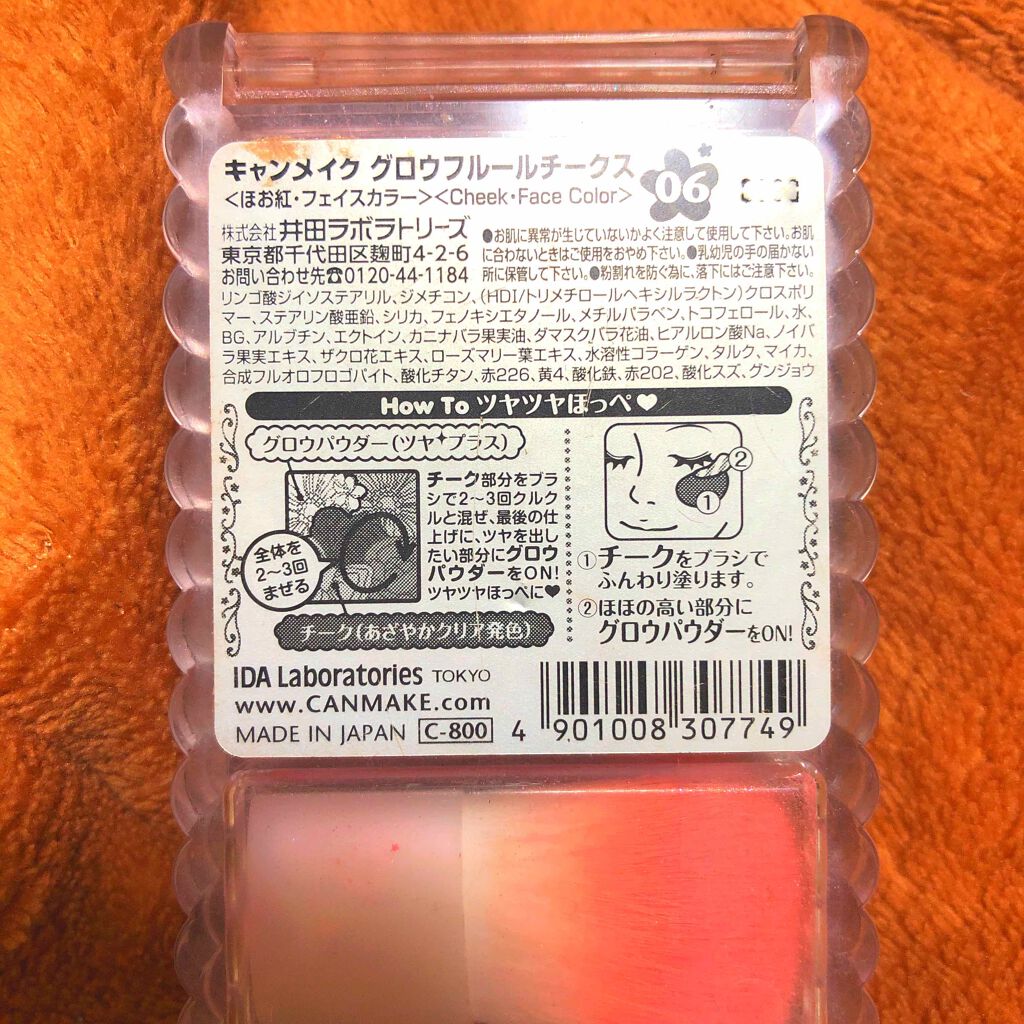 キャンメイク グロウフルールチークス
06
<ほお紅・フェイスカラー><Cheek・Face Color>
株式会社 井田ラボラトリーズ
東京都千代田区麹町4-2-6
お問い合わせ先☎0120-44-1184
●お肌に異常が生じていないかよく注意して使用して下さい。お肌
に合わないときはご使用をおやめ下さい。●乳幼児の手の届かない
所に保管して下さい。●粉割れを防ぐ為に、落下にはご注意下さい。
リンゴ酸ジイソステアリル、ジメチコン、(HDI/トリメチロールヘキシルラクトン)クロスポリ
マー、ステアリン酸亜鉛、シリカ、フェノキシエタノール、メチルパラベン、トコフェロール、水、
BG、アルブチン、エクトイン、カニナバラ果実油、ダマスクバラ花油、ヒアルロン酸Na、ノイバ
ラ果実エキス、ザクロ花エキス、ローズマリー葉エキス、水溶性コラーゲン、タルク、マイカ、
合成フルオロフロゴパイト、酸化チタン、赤226、黄4、酸化鉄、赤202、酸化スズ、グンジョウ
How To ツヤツヤほっぺ♥
グロウパウダー(ツヤ✦プラス)
チーク部分をブラ
シで2〜3回クルク
ルと混ぜ、最後の仕
上げに、ツヤを出し
たい部分にグロウ
パウダーをON!
ツヤツヤほっぺに♥
全体を
2〜3回
まぜる
チーク(あざやかクリア発色)
②
①
①チークをブラシで
ふんわり塗ります。
②ほほの高い部分に
グロウパウダーをON!
IDA Laboratories TOKYO
www.CANMAKE.com
MADE IN JAPAN C-800
4 901008 307749